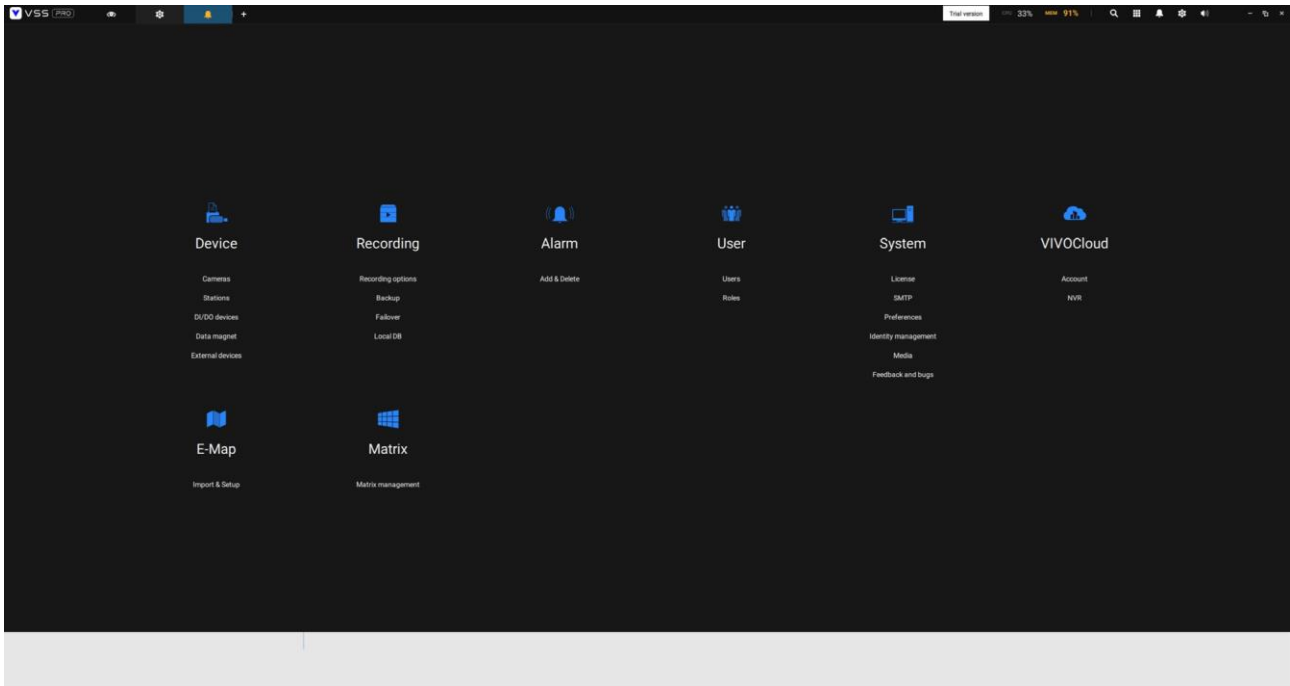 VSS PRO
+
Trial version
CPU 33% MEM 91%
Device
Cameras
Stations
DI/DO devices
Data magnet
External devices
Recording
Recording options
Backup
Failover
Local DB
Alarm
Add & Delete
User
Users
Roles
System
License
SMTP
Preferences
Identity management
Media
Feedback and bugs
VIVOCloud
Account
NVR
E-Map
Import & Setup
Matrix
Matrix management